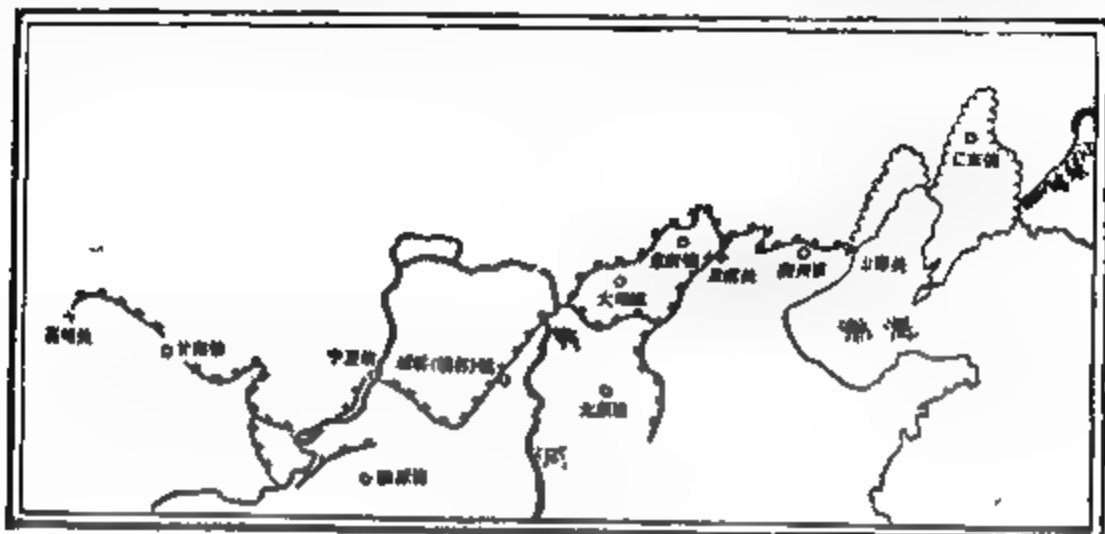 辽东镇
宣府镇
居庸关
蓟州镇
山海关
大同镇
渤海
嘉峪关
甘肃镇
宁夏镇
延绥(榆林)镇
太原镇
固原镇